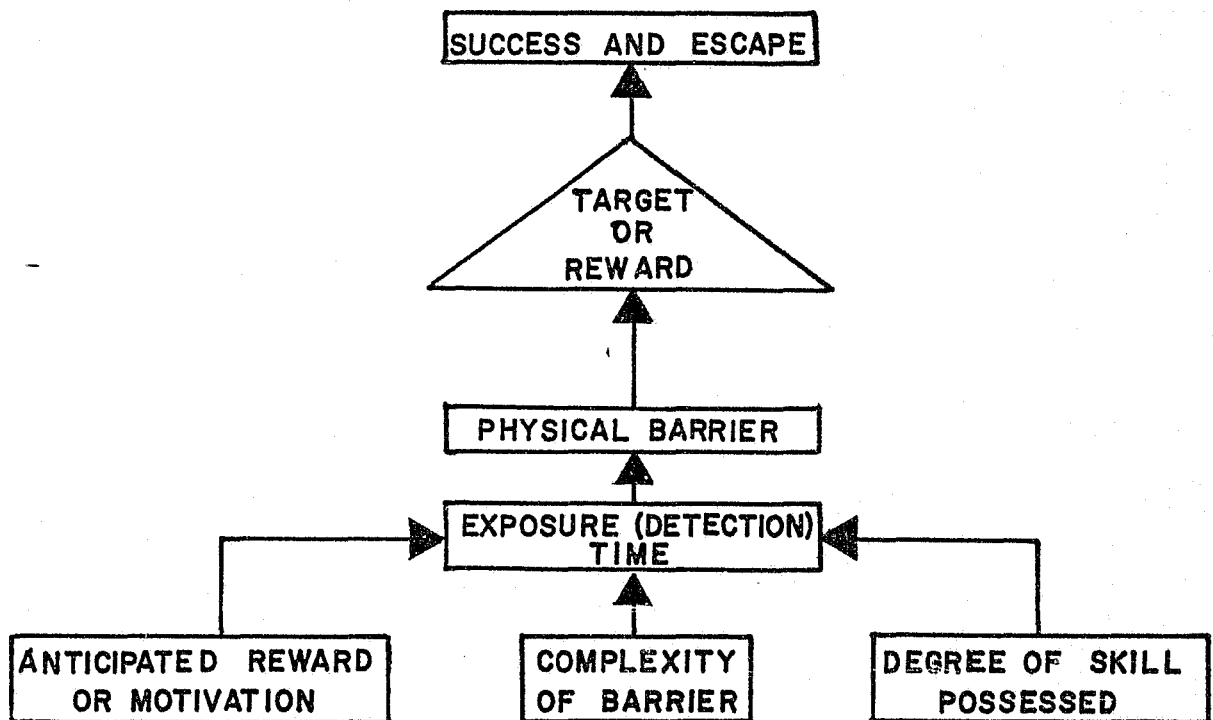 SUCCESS AND ESCAPE
TARGET
OR
REWARD
PHYSICAL BARRIER
EXPOSURE (DETECTION)
TIME
ANTICIPATED REWARD
OR MOTIVATION
COMPLEXITY
OF BARRIER
DEGREE OF SKILL
POSSESSED